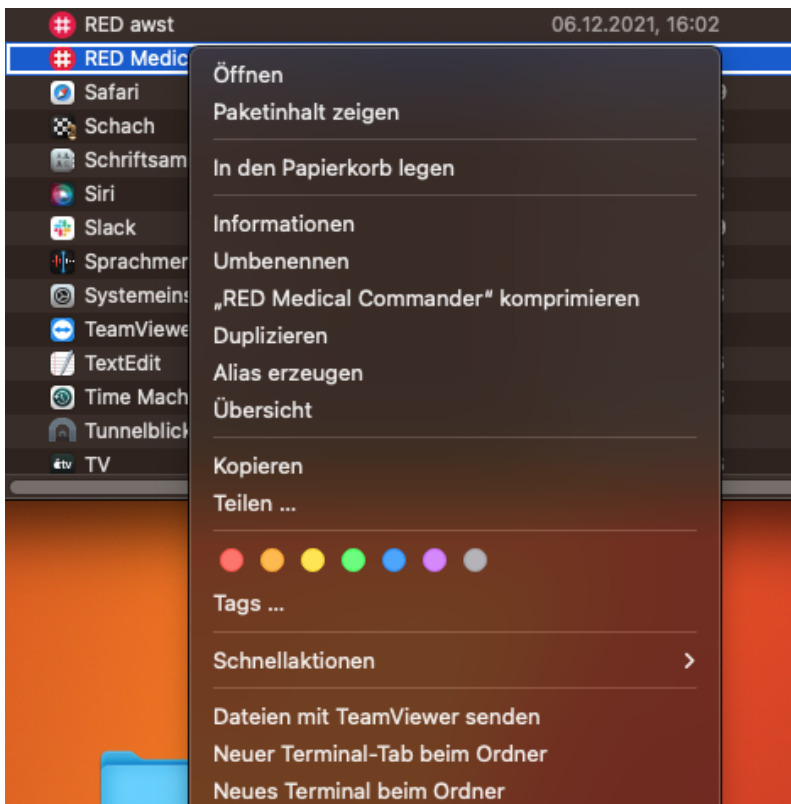 RED awst 06.12.2021, 16:02
RED Medic
Safari
Schach
Schriftsam
Siri
Slack
Sprachmer
Systemeins
TeamViewe
TextEdit
Time Mach
Tunnelblick
tv TV
Öffnen
Paketinhalt zeigen
In den Papierkorb legen
Informationen
Umbenennen
„RED Medical Commander“ komprimieren
Duplizieren
Alias erzeugen
Übersicht
Kopieren
Teilen ...
Tags ...
Schnellaktionen
Dateien mit TeamViewer senden
Neuer Terminal-Tab beim Ordner
Neues Terminal beim Ordner